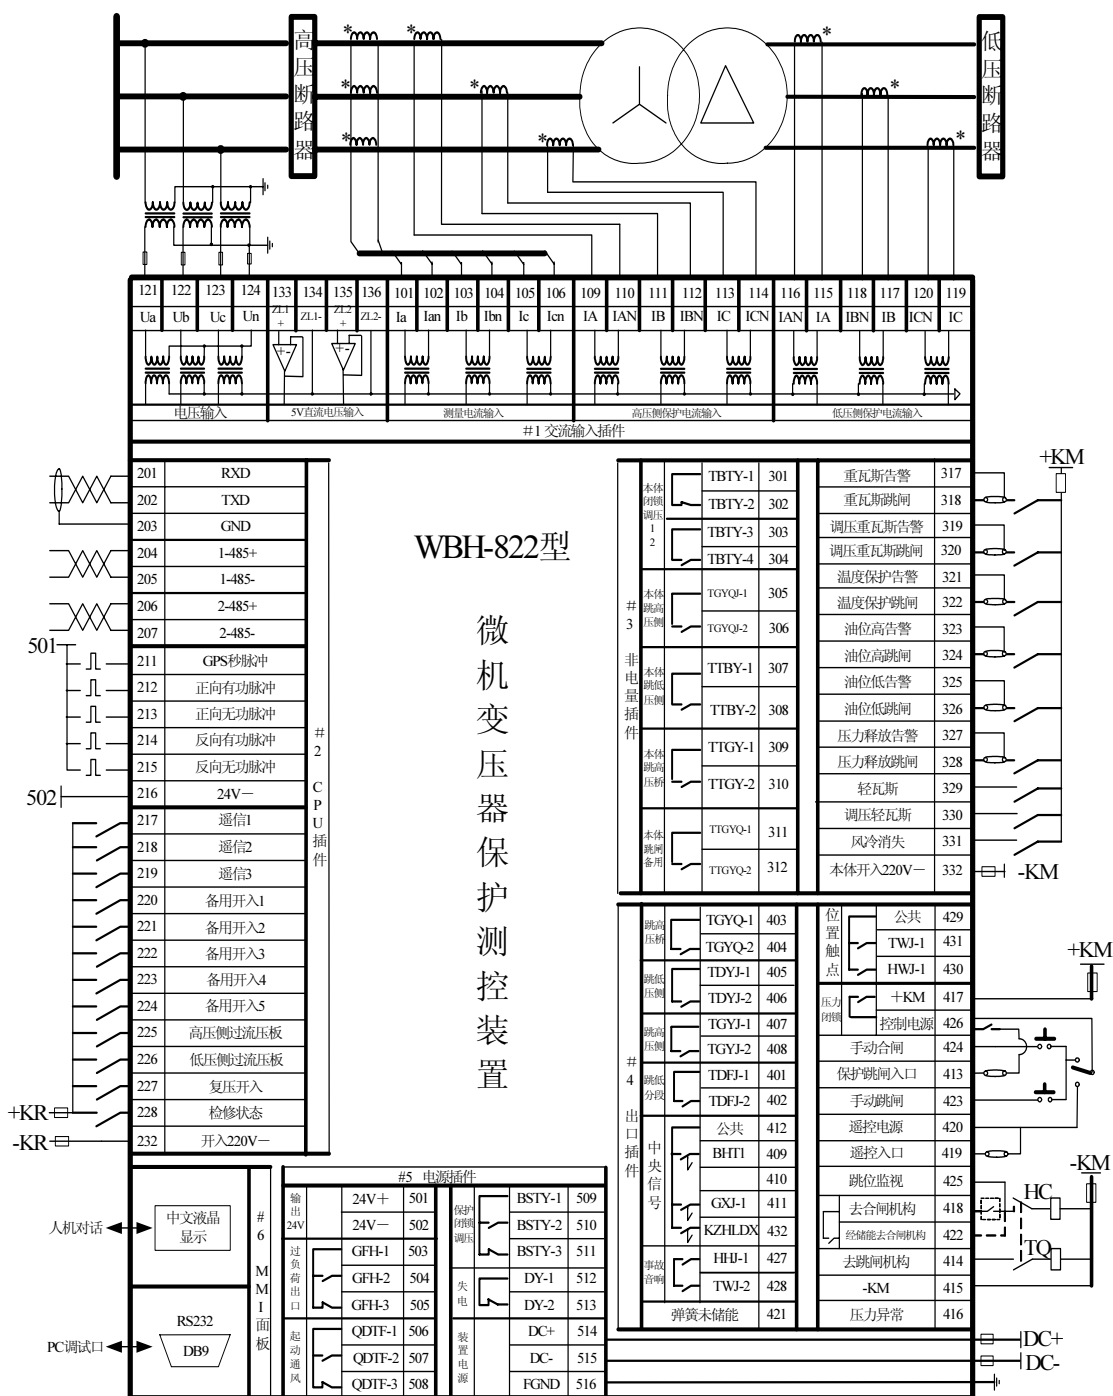 高压断路器
低压断路器
* * * * * * *
121 122 123 124 133 134 135 136 101 102 103 104 105 106 109 110 111 112 113 114 116 115 118 117 120 119
Ua Ub Uc Un ZL1+ ZL1- ZL2+ ZL2- Ia Ian Ib Ibn Ic Icn IA IAN IB IBN IC ICN IAN IA IBN IB ICN IC
电压输入 5V直流电压输入 测量电流输入 高压侧保护电流输入 低压侧保护电流输入
#1 交流输入插件
WBH-822型
微机变压器保护测控装置
201 RXD
202 TXD
203 GND
204 1-485+
205 1-485-
206 2-485+
207 2-485-
501
211 GPS秒脉冲
212 正向有功脉冲
213 正向无功脉冲
214 反向有功脉冲
215 反向无功脉冲
502 216 24V－
217 遥信1
218 遥信2
219 遥信3
220 备用开入1
221 备用开入2
222 备用开入3
223 备用开入4
224 备用开入5
225 高压侧过流压板
226 低压侧过流压板
227 复压开入
+KR 228 检修状态
-KR 232 开入220V－
#2 CPU插件
人机对话 中文液晶显示
PC调试口 RS232
DB9
#6 MMI面板
#5 电源插件
输出24V
24V＋ 501
24V－ 502
过负荷出口
GFH-1 503
GFH-2 504
GFH-3 505
起动通风
QDTF-1 506
QDTF-2 507
QDTF-3 508
保护闭锁调压
BSTY-1 509
BSTY-2 510
BSTY-3 511
失电
DY-1 512
DY-2 513
装置电源
DC+ 514
DC- 515
FGND 516
DC+
DC-
#3 非电量插件
本体闭锁调压12
TBTY-1 301
TBTY-2 302
TBTY-3 303
TBTY-4 304
本体跳高压侧
TGYQJ-1 305
TGYQJ-2 306
本体跳低压侧
TTBY-1 307
TTBY-2 308
本体跳高压桥
TTGY-1 309
TTGY-2 310
本体跳闸备用
TTGYQ-1 311
TTGYQ-2 312
+KM
重瓦斯告警 317
重瓦斯跳闸 318
调压重瓦斯告警 319
调压重瓦斯跳闸 320
温度保护告警 321
温度保护跳闸 322
油位高告警 323
油位高跳闸 324
油位低告警 325
油位低跳闸 326
压力释放告警 327
压力释放跳闸 328
轻瓦斯 329
调压轻瓦斯 330
风冷消失 331
本体开入220V－ 332 -KM
#4 出口插件
跳高压桥
TGYQ-1 403
TGYQ-2 404
跳低压侧
TDYJ-1 405
TDYJ-2 406
跳高压侧
TGYJ-1 407
TGYJ-2 408
跳低分段
TDFJ-1 401
TDFJ-2 402
中央信号
公共 412
BHT1 409
410
GXJ-1 411
KZHLDX 432
事故音响
HHJ-1 427
TWJ-2 428
弹簧未储能 421
位置触点
公共 429
TWJ-1 431
HWJ-1 430
+KM
压力闭锁
+KM 417
控制电源 426
手动合闸 424
保护跳闸入口 413
手动跳闸 423
遥控电源 420
遥控入口 419
-KM
跳位监视 425
去合闸机构 418 HC
经储能去合闸机构 422
去跳闸机构 414 TQ
-KM 415
压力异常 416